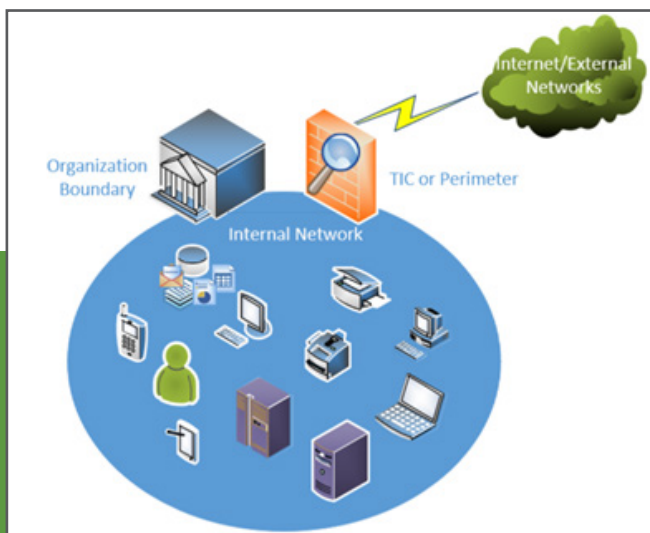 Internet/External
Networks
Organization
Boundary
TIC or Perimeter
Internal Network